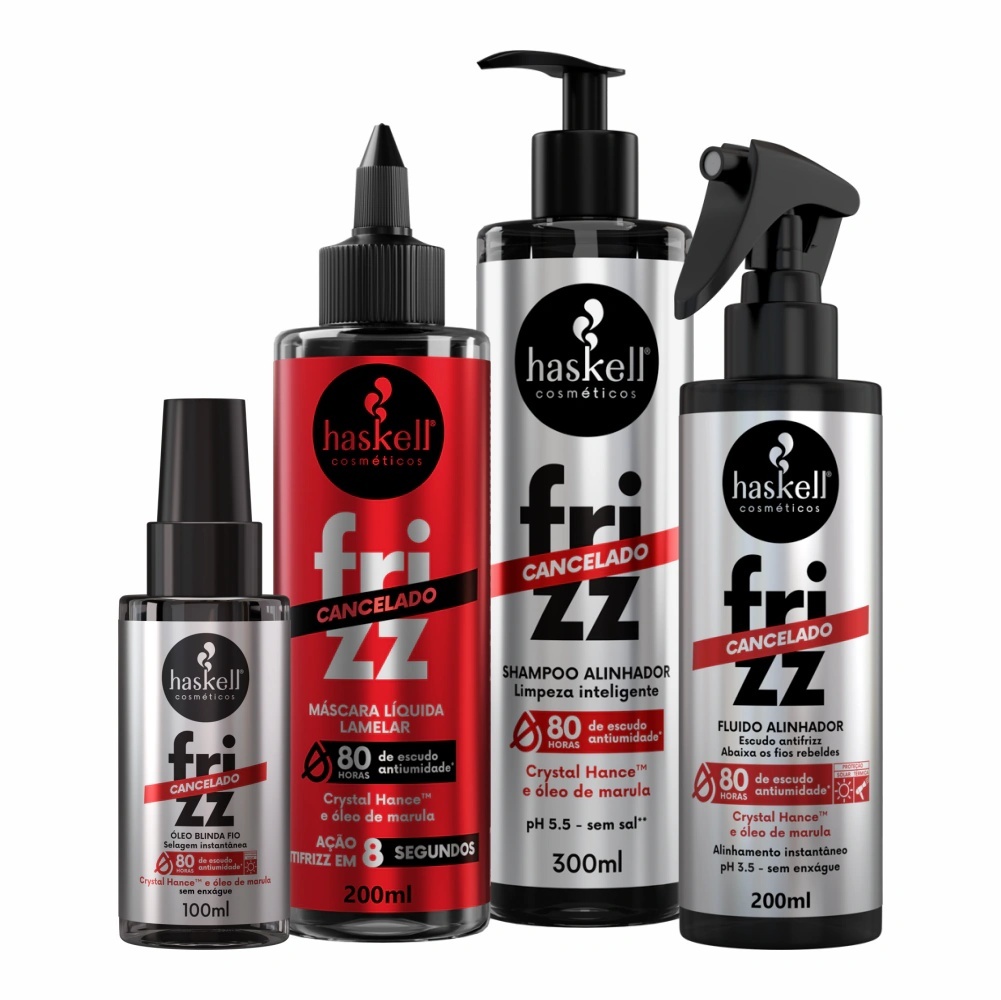 haskell®
cosméticos
fri
CANCELADO
zz
ÓLEO BLINDA FIO
Selagem instantânea
80 HORAS
de escudo
antiumidade*
Crystal Hance™ e óleo de marula
sem enxágue
100ml
haskell®
cosméticos
fri
CANCELADO
zz
MÁSCARA LÍQUIDA
LAMELAR
80 HORAS
de escudo
antiumidade*
Crystal Hance™
e óleo de marula
AÇÃO
TIFRIZZ EM 8 SEGUNDOS
200ml
haskell®
cosméticos
fri
CANCELADO
zz
SHAMPOO ALINHADOR
Limpeza inteligente
80 HORAS
de escudo
antiumidade*
Crystal Hance™
e óleo de marula
pH 5.5 - sem sal**
300ml
haskell®
cosméticos
fri
CANCELADO
zz
FLUIDO ALINHADOR
Escudo antifrizz
Abaixa os fios rebeldes
80 HORAS
de escudo
antiumidade*
PROTEÇÃO
SOLAR TÉRMICA
Crystal Hance™
e óleo de marula
Alinhamento instantâneo
pH 3.5 - sem enxágue
200ml